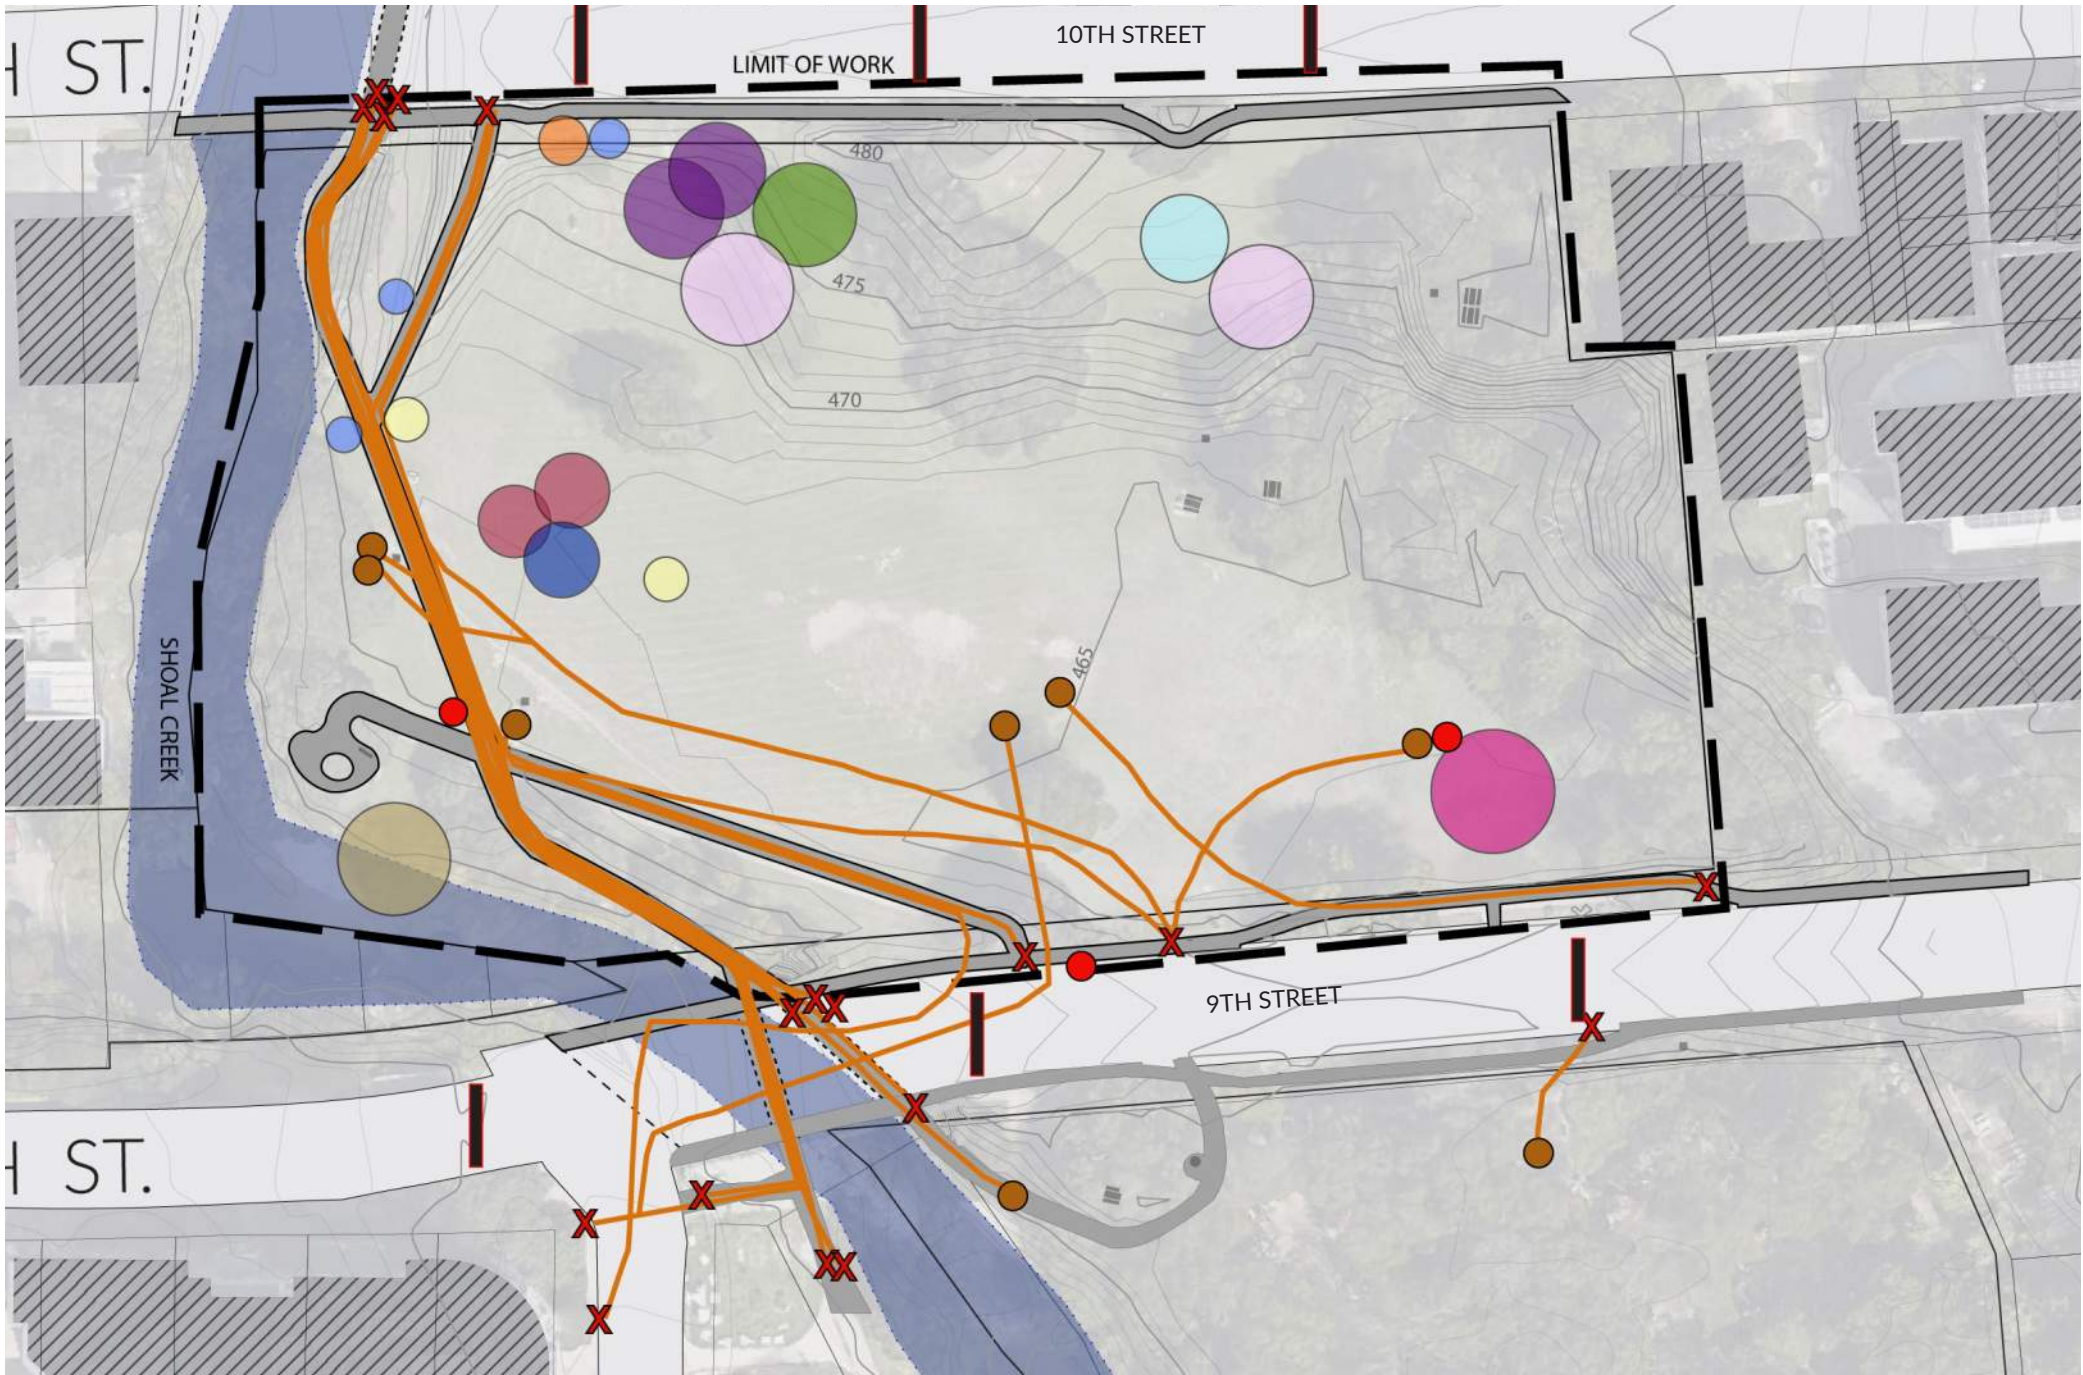 10TH STREET
H ST.
LIMIT OF WORK
480
475
470
465
SHOAL CREEK
9TH STREET
H ST.